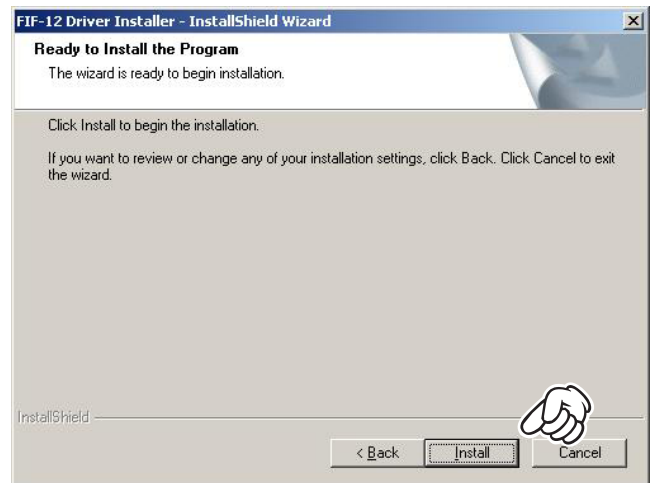 FIF-12 Driver Installer - InstallShield Wizard
Ready to Install the Program
The wizard is ready to begin installation.
Click Install to begin the installation.
If you want to review or change any of your installation settings, click Back. Click Cancel to exit
the wizard.
InstallShield
< Back Install Cancel